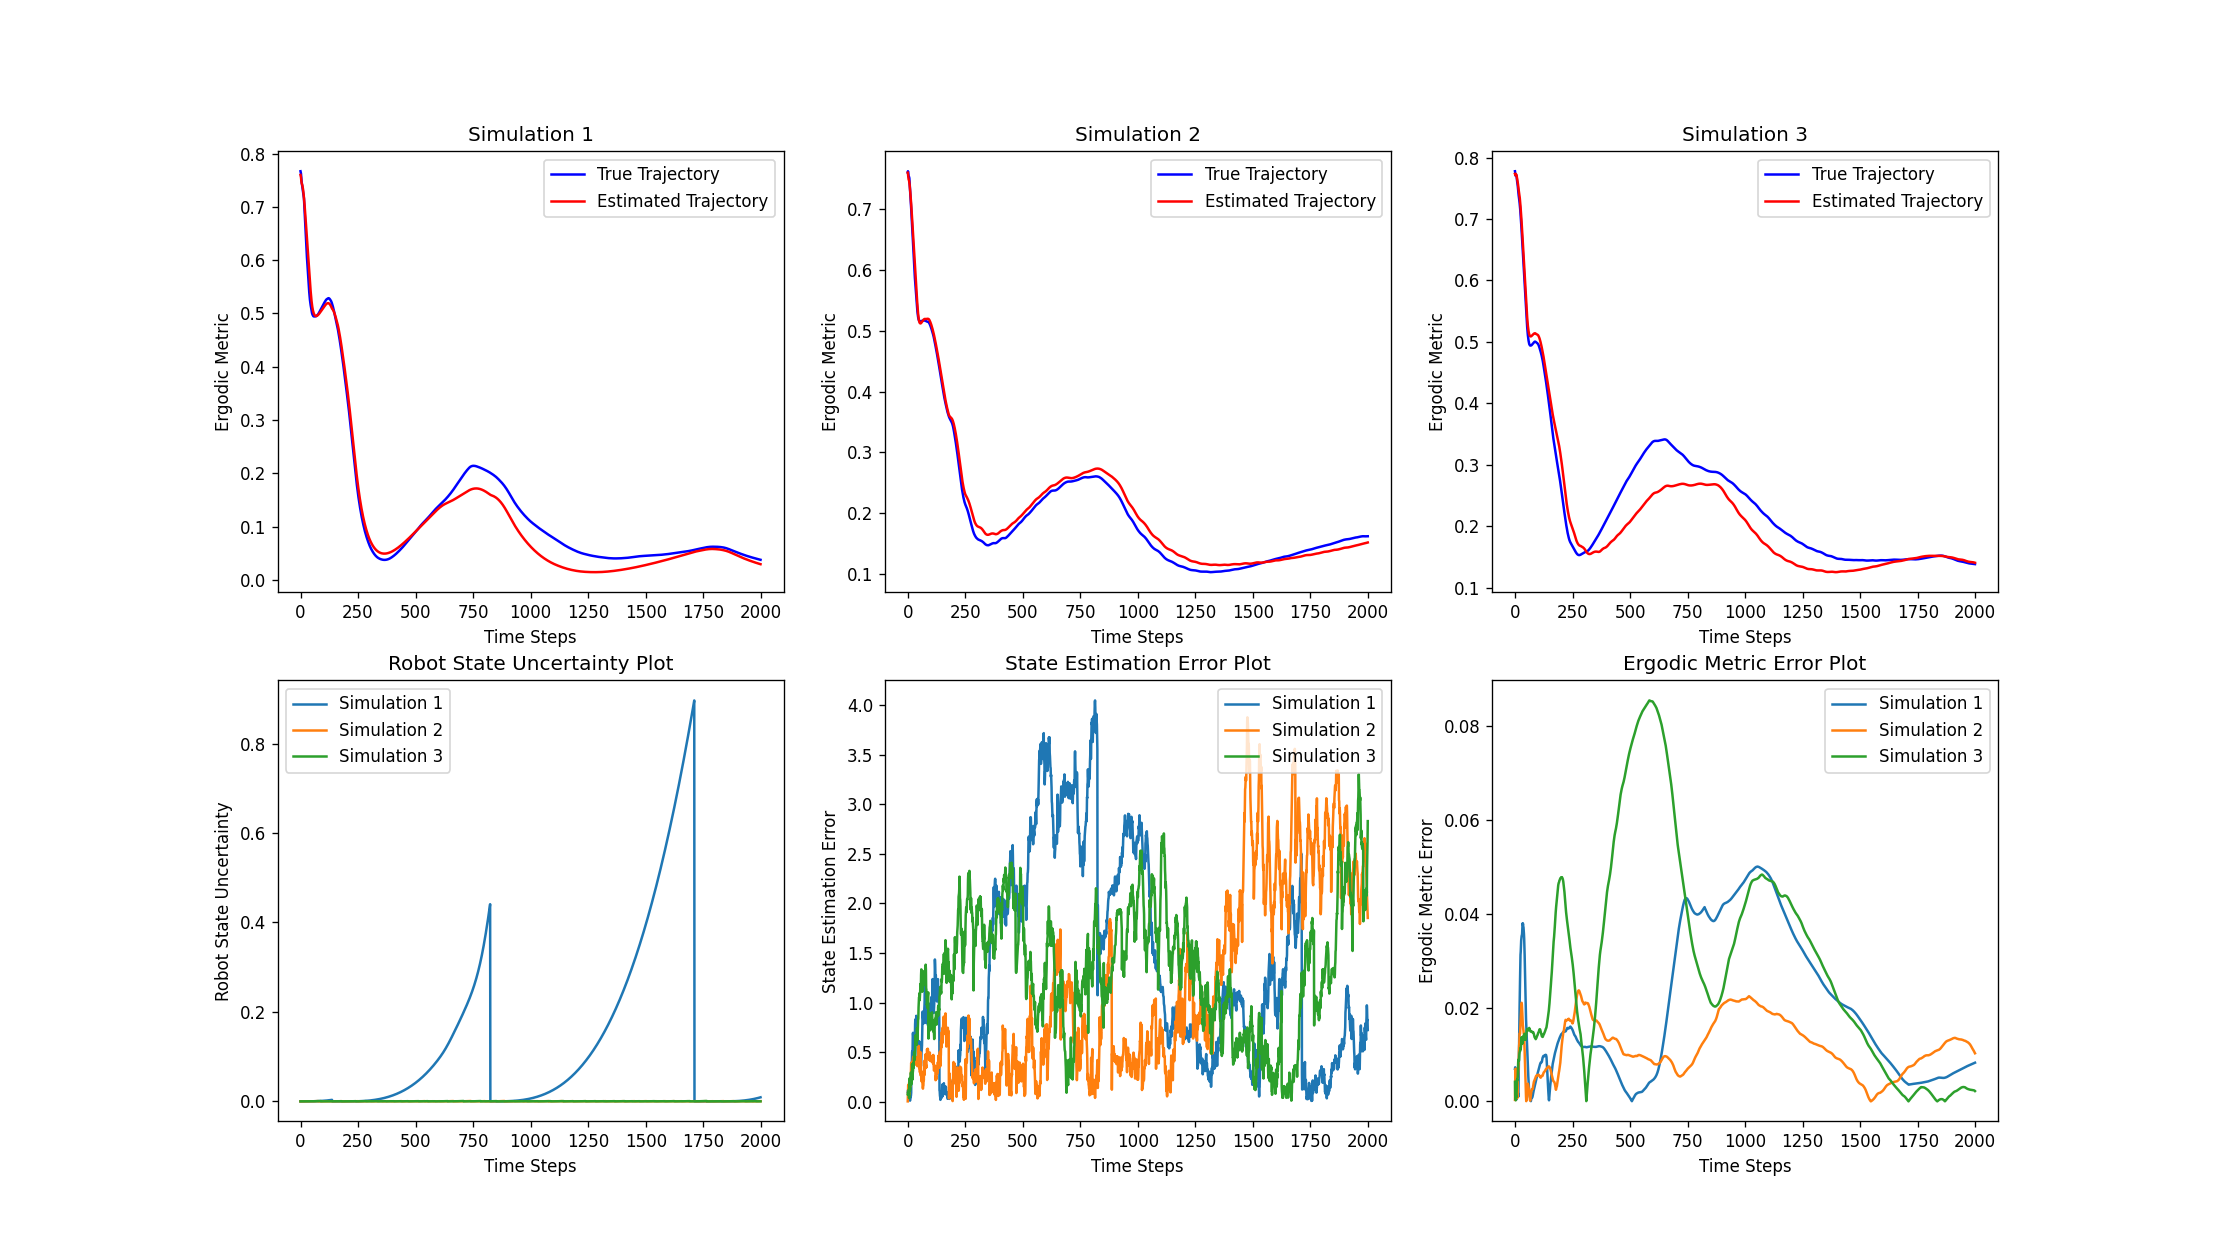 Simulation 1
Ergodic Metric
0.8
0.7
0.6
0.5
0.4
0.3
0.2
0.1
0.0
True Trajectory
Estimated Trajectory
0 250 500 750 1000 1250 1500 1750 2000
Time Steps
Simulation 2
Ergodic Metric
0.7
0.6
0.5
0.4
0.3
0.2
0.1
True Trajectory
Estimated Trajectory
0 250 500 750 1000 1250 1500 1750 2000
Time Steps
Simulation 3
Ergodic Metric
0.8
0.7
0.6
0.5
0.4
0.3
0.2
0.1
True Trajectory
Estimated Trajectory
0 250 500 750 1000 1250 1500 1750 2000
Time Steps
Robot State Uncertainty Plot
Robot State Uncertainty
0.8
0.6
0.4
0.2
0.0
Simulation 1
Simulation 2
Simulation 3
0 250 500 750 1000 1250 1500 1750 2000
Time Steps
State Estimation Error Plot
State Estimation Error
4.0
3.5
3.0
2.5
2.0
1.5
1.0
0.5
0.0
Simulation 1
Simulation 2
Simulation 3
0 250 500 750 1000 1250 1500 1750 2000
Time Steps
Ergodic Metric Error Plot
Ergodic Metric Error
0.08
0.06
0.04
0.02
0.00
Simulation 1
Simulation 2
Simulation 3
0 250 500 750 1000 1250 1500 1750 2000
Time Steps